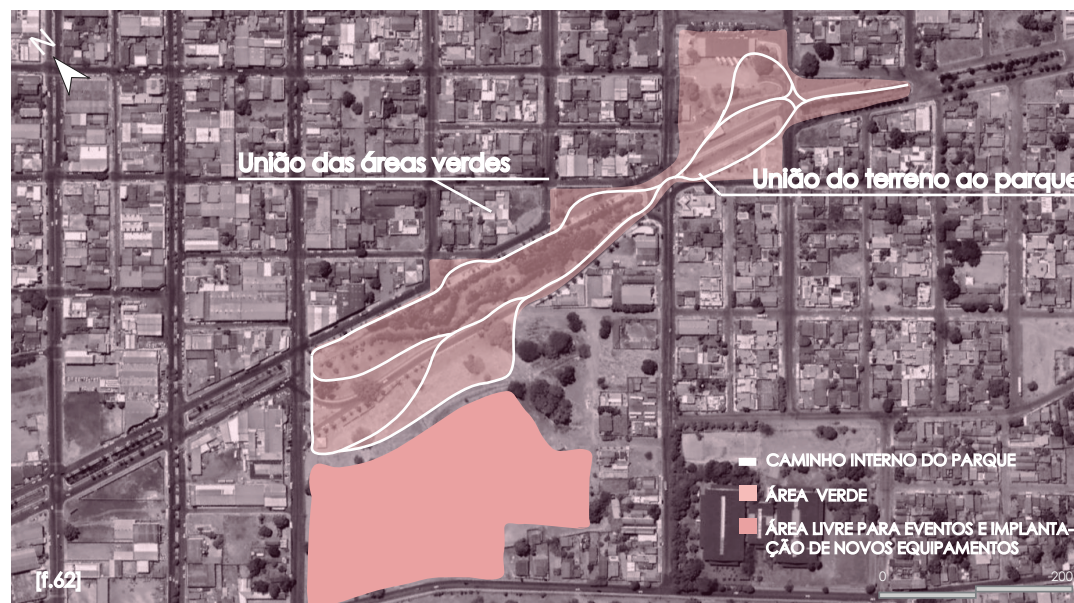 N
União das áreas verdes
União do terreno ao parque
CAMINHO INTERNO DO PARQUE
ÁREA VERDE
ÁREA LIVRE PARA EVENTOS E IMPLANTA-
ÇÃO DE NOVOS EQUIPAMENTOS
[f.62]
0
200